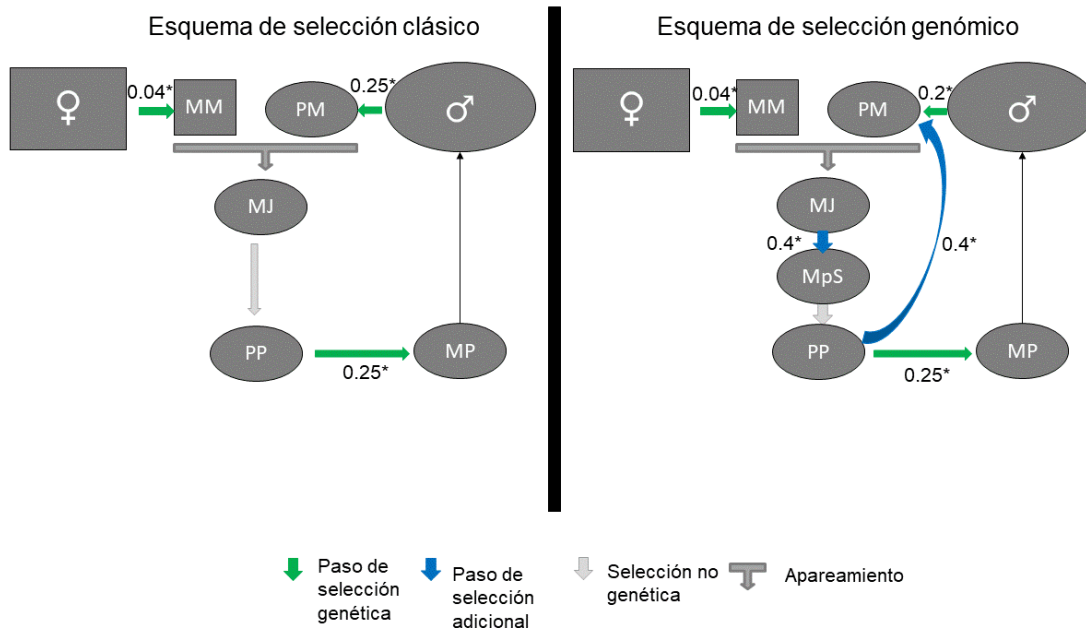 Esquema de selección clásico
♀
0.04*
MM
PM
0.25*
♂
MJ
PP
0.25*
MP
Esquema de selección genómico
♀
0.04*
MM
PM
0.2*
♂
MJ
0.4*
MpS
0.4*
PP
0.25*
MP
Paso de
selección
genética
Paso de
selección
adicional
Selección no
genética
Apareamiento